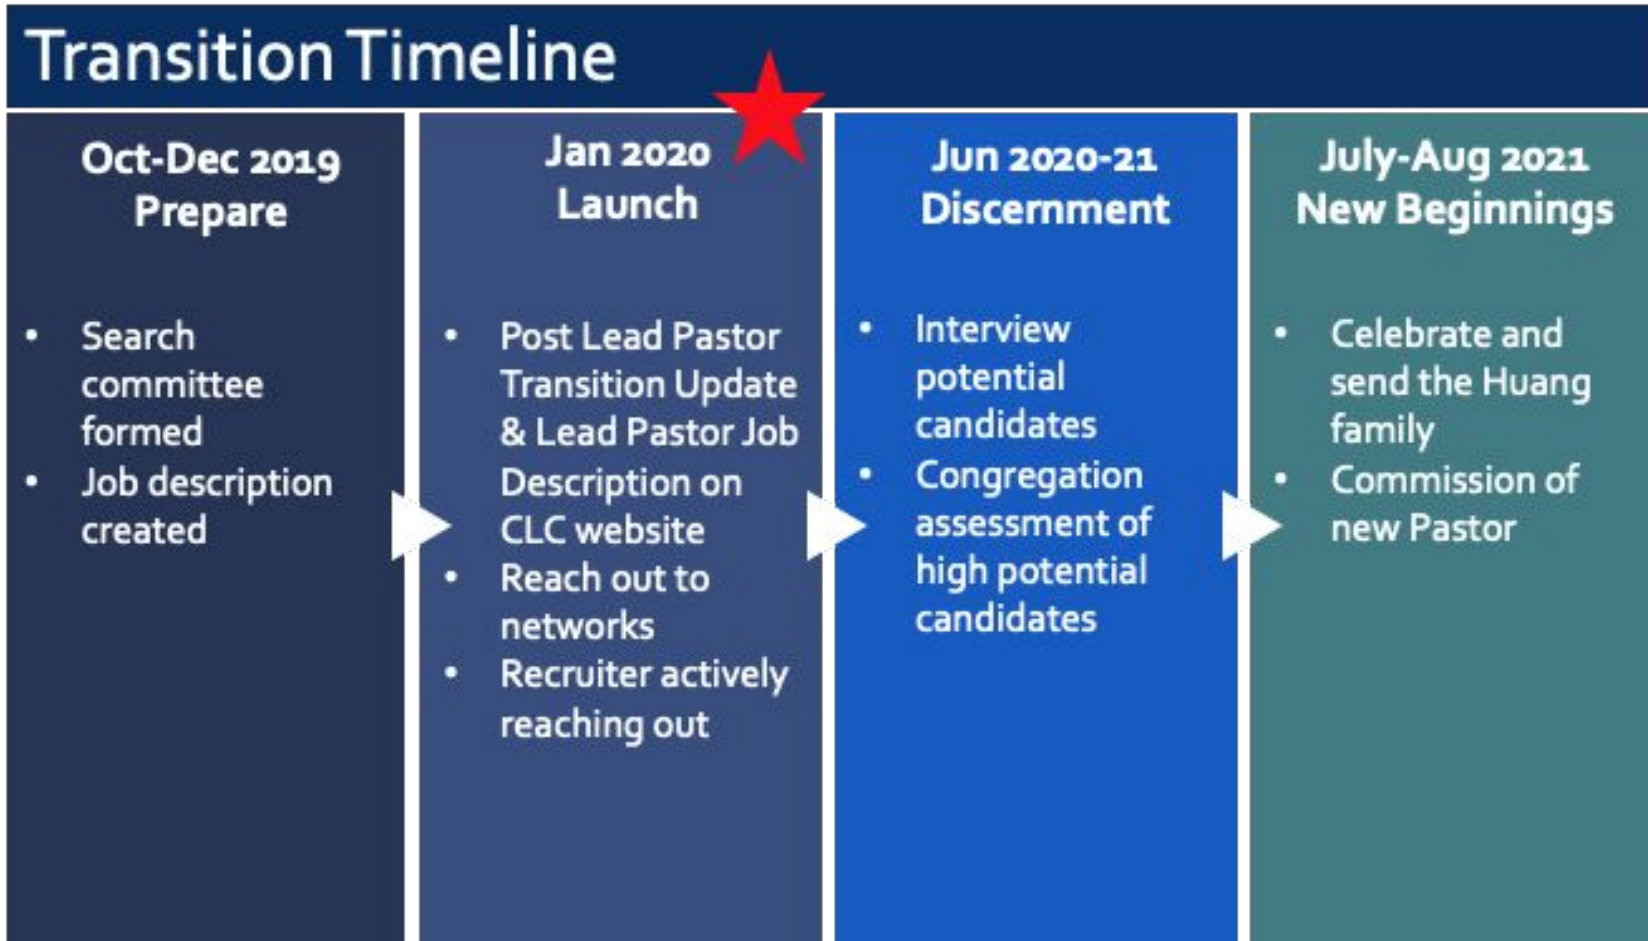 Transition Timeline
Oct-Dec 2019
Prepare
• Search
committee
formed
• Job description
created
Jan 2020
Launch
• Post Lead Pastor
Transition Update
& Lead Pastor Job
Description on
CLC website
• Reach out to
networks
• Recruiter actively
reaching out
Jun 2020-21
Discernment
• Interview
potential
candidates
• Congregation
assessment of
high potential
candidates
July-Aug 2021
New Beginnings
• Celebrate and
send the Huang
family
• Commission of
new Pastor